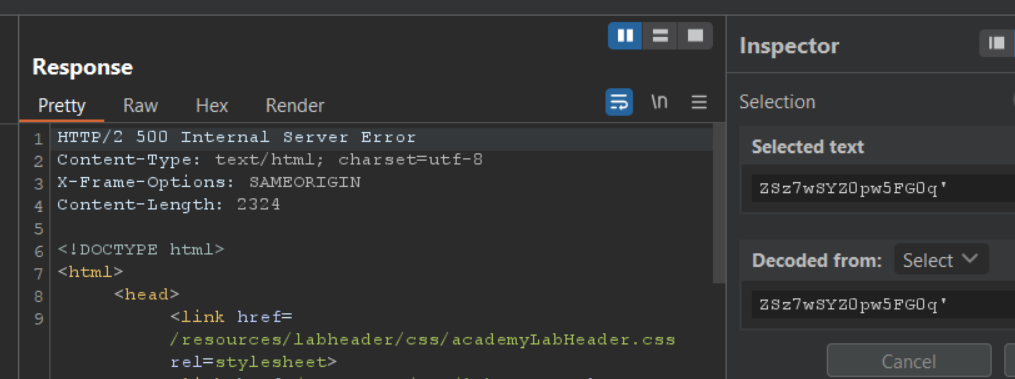 Response
Pretty Raw Hex Render \n
1 HTTP/2 500 Internal Server Error
2 Content-Type: text/html; charset=utf-8
3 X-Frame-Options: SAMEORIGIN
4 Content-Length: 2324
5
6 <!DOCTYPE html>
7 <html>
8 <head>
9 <link href=
/resources/labheader/css/academyLabHeader.css
rel=stylesheet>
Inspector
Selection
Selected text
ZSz7wSYZ0pw5FG0q'
Decoded from: Select
ZSz7wSYZ0pw5FG0q'
Cancel